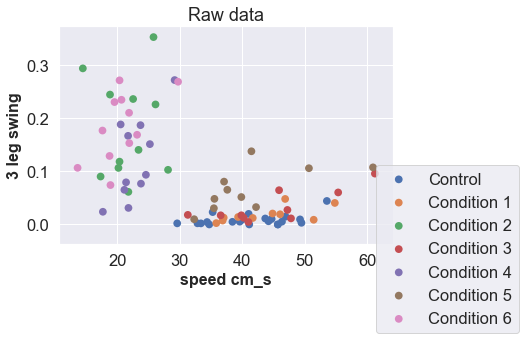 Raw data
3 leg swing
0.3
0.2
0.1
0.0
20 30 40 50 60
speed cm_s
Control
Condition 1
Condition 2
Condition 3
Condition 4
Condition 5
Condition 6